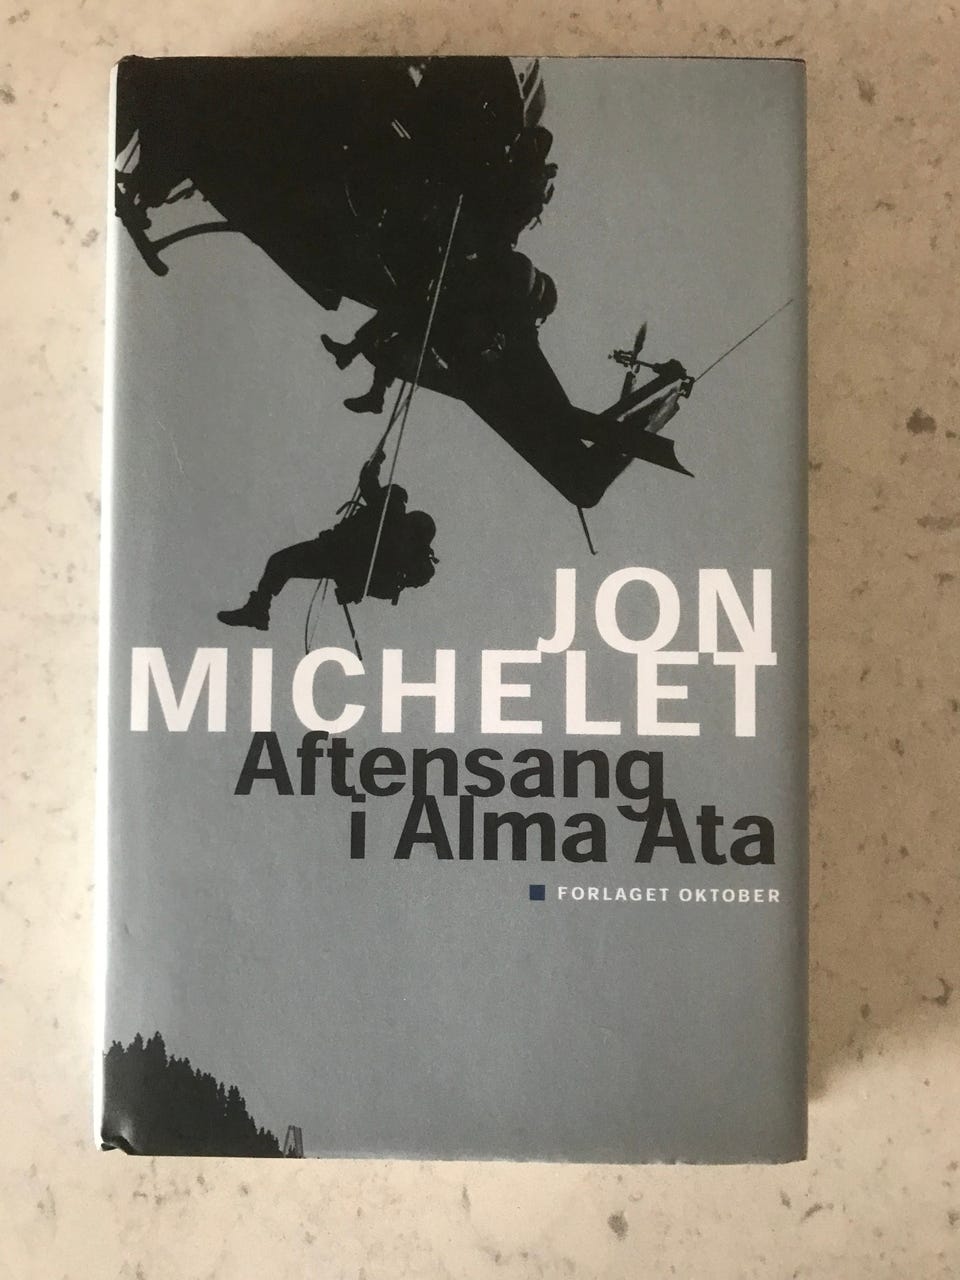 JON
MICHELET
Aftensang
i Alma Ata
FORLAGET OKTOBER